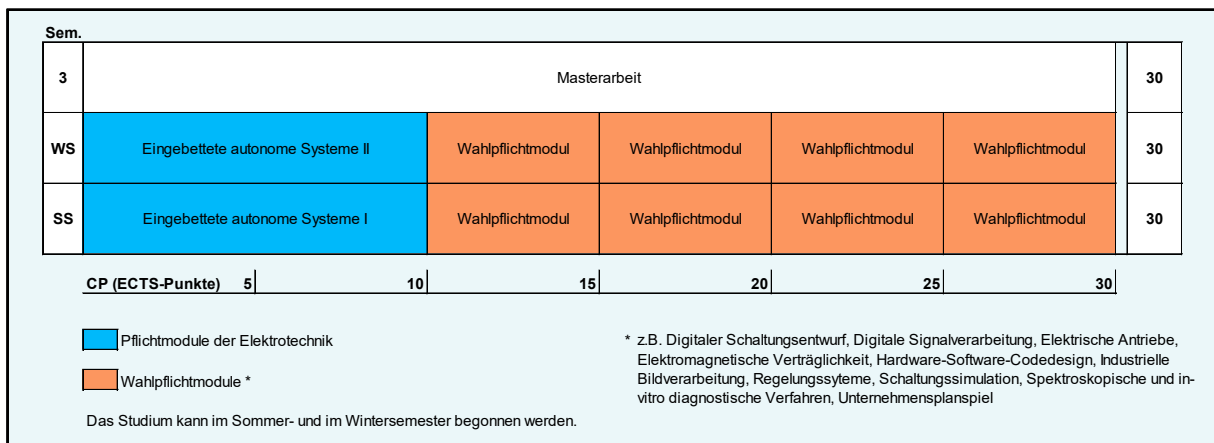 Sem.
3 Masterarbeit 30
WS Eingebettete autonome Systeme II Wahlpflichtmodul Wahlpflichtmodul Wahlpflichtmodul Wahlpflichtmodul 30
SS Eingebettete autonome Systeme I Wahlpflichtmodul Wahlpflichtmodul Wahlpflichtmodul Wahlpflichtmodul 30
CP (ECTS-Punkte) 5 10 15 20 25 30
Pflichtmodule der Elektrotechnik
Wahlpflichtmodule *
Das Studium kann im Sommer- und im Wintersemester begonnen werden.
* z.B. Digitaler Schaltungsentwurf, Digitale Signalverarbeitung, Elektrische Antriebe,
Elektromagnetische Verträglichkeit, Hardware-Software-Codedesign, Industrielle
Bildverarbeitung, Regelungssyteme, Schaltungssimulation, Spektroskopische und in-
vitro diagnostische Verfahren, Unternehmensplanspiel